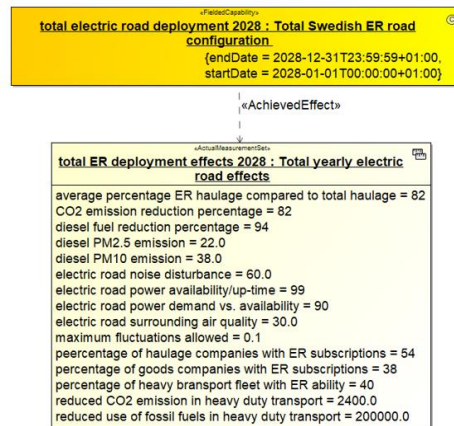 «FieldedCapability»
total electric road deployment 2028 : Total Swedish ER road
configuration
{endDate = 2028-12-31T23:59:59+01:00,
startDate = 2028-01-01T00:00:00+01:00}
«AchievedEffect»
«ActualMeasurementSet»
total ER deployment effects 2028 : Total yearly electric
road effects
average percentage ER haulage compared to total haulage = 82
CO2 emission reduction percentage = 82
diesel fuel reduction percentage = 94
diesel PM2.5 emission = 22.0
diesel PM10 emission = 38.0
electric road noise disturbance = 60.0
electric road power availability/up-time = 99
electric road power demand vs. availability = 90
electric road surrounding air quality = 30.0
maximum fluctuations allowed = 0.1
peercentage of haulage companies with ER subscriptions = 54
percentage of goods companies with ER subscriptions = 38
percentage of heavy bransport fleet with ER ability = 40
reduced CO2 emission in heavy duty transport = 2400.0
reduced use of fossil fuels in heavy duty transport = 200000.0